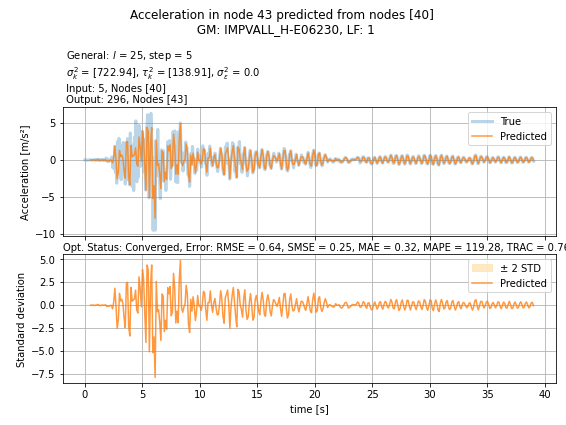 Acceleration in node 43 predicted from nodes [40]
GM: IMPVALL_H-E06230, LF: 1
General: l = 25, step = 5
σ²ₖ = [722.94], τ²ₖ = [138.91], σ²ε = 0.0
Input: 5, Nodes [40]
Output: 296, Nodes [43]
5
0
−5
−10
Acceleration [m/s²]
True
Predicted
Opt. Status: Converged, Error: RMSE = 0.64, SMSE = 0.25, MAE = 0.32, MAPE = 119.28, TRAC = 0.76
5.0
2.5
0.0
−2.5
−5.0
−7.5
Standard deviation
± 2 STD
Predicted
0 5 10 15 20 25 30 35 40
time [s]